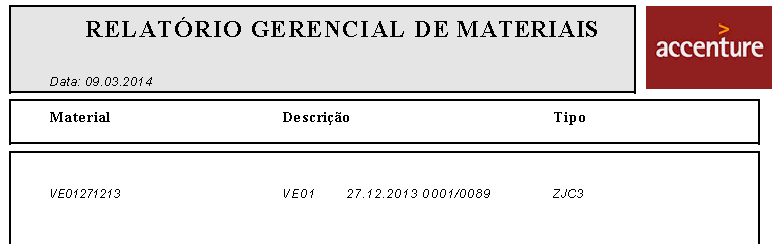 RELATÓRIO GERENCIAL DE MATERIAIS
accenture
Data: 09.03.2014
Material Descrição Tipo
VE01271213 VE01 27.12.2013 0001/0089 ZJC3